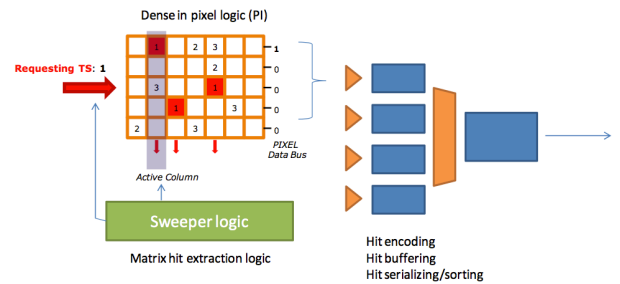 Dense in pixel logic (PI)
1 2 3 1
2 0
Requesting TS: 1
3 1 0
1 3 0
2 3 0
PIXEL
Data Bus
Active Column
Sweeper logic
Matrix hit extraction logic
Hit encoding
Hit buffering
Hit serializing/sorting